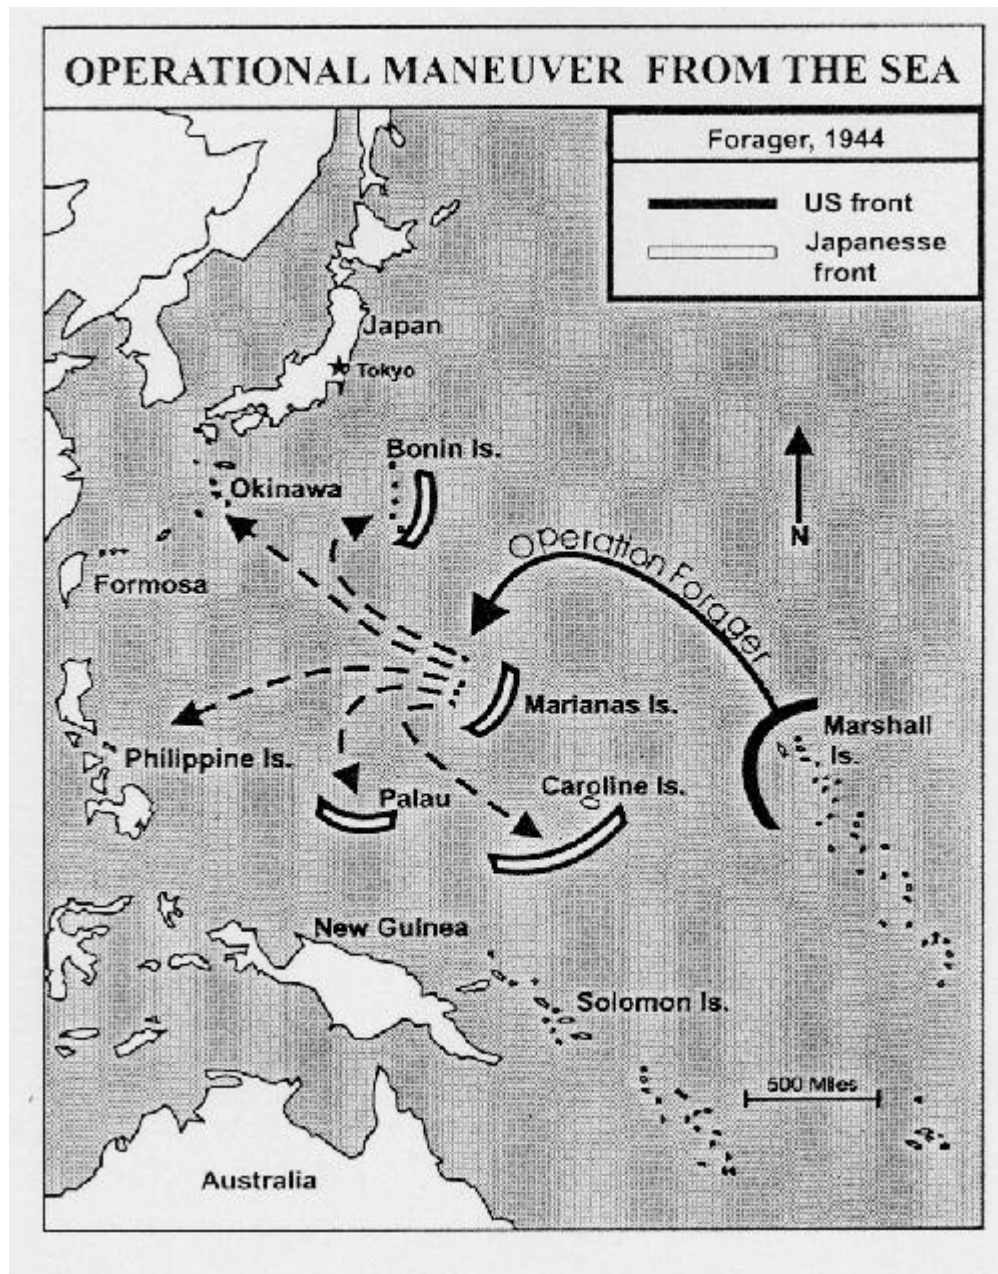 OPERATIONAL MANEUVER FROM THE SEA
Forager, 1944
US front
Japanesse
front
Japan
Tokyo
Bonin Is.
Okinawa
N
Operation Forager
Formosa
Marianas Is.
Marshall
Is.
Philippine Is.
Palau
Caroline Is.
New Guinea
Solomon Is.
500 Miles
Australia